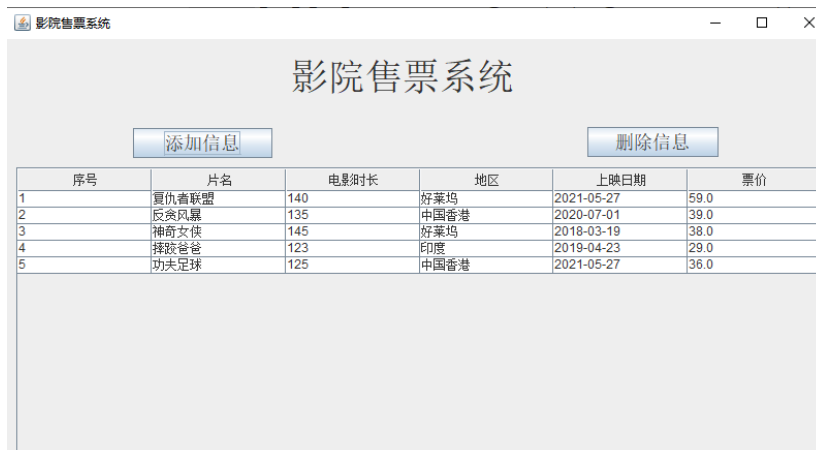 影院售票系统
影院售票系统
添加信息 删除信息
序号 片名 电影时长 地区 上映日期 票价
1 复仇者联盟 140 好莱坞 2021-05-27 59.0
2 反贪风暴 135 中国香港 2020-07-01 39.0
3 神奇女侠 145 好莱坞 2018-03-19 38.0
4 摔跤爸爸 123 印度 2019-04-23 29.0
5 功夫足球 125 中国香港 2021-05-27 36.0